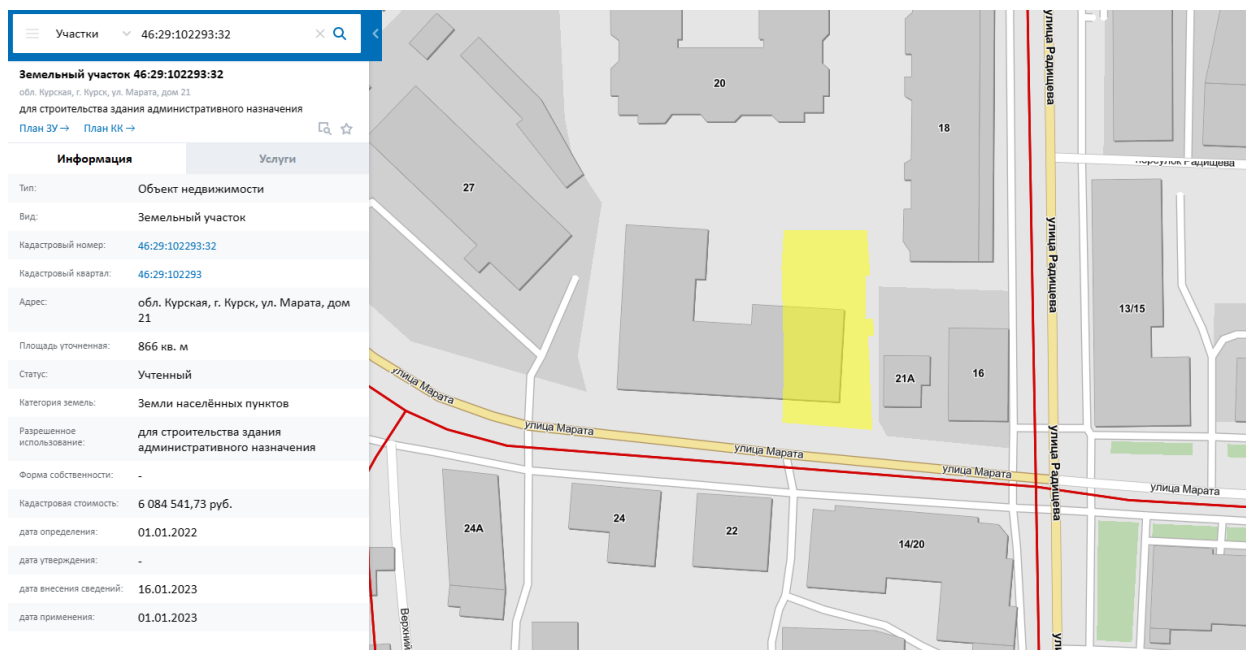 Участки 46:29:102293:32
Земельный участок 46:29:102293:32
обл. Курская, г. Курск, ул. Марата, дом 21
для строительства здания административного назначения
План ЗУ → План КК →
Информация Услуги
Тип: Объект недвижимости
Вид: Земельный участок
Кадастровый номер: 46:29:102293:32
Кадастровый квартал: 46:29:102293
Адрес: обл. Курская, г. Курск, ул. Марата, дом
21
Площадь уточненная: 866 кв. м
Статус: Учтенный
Категория земель: Земли населённых пунктов
Разрешенное
использование:
для строительства здания
административного назначения
Форма собственности: -
Кадастровая стоимость: 6 084 541,73 руб.
дата определения: 01.01.2022
дата утверждения: -
дата внесения сведений: 16.01.2023
дата применения: 01.01.2023
20
18
27
13/15
21А
16
24А
24
22
14/20
улица Марата
улица Марата
улица Марата
улица Марата
улица Марата
улица Радищева
улица Радищева
улица Радищева
переулок Радищева
Верхний
ули